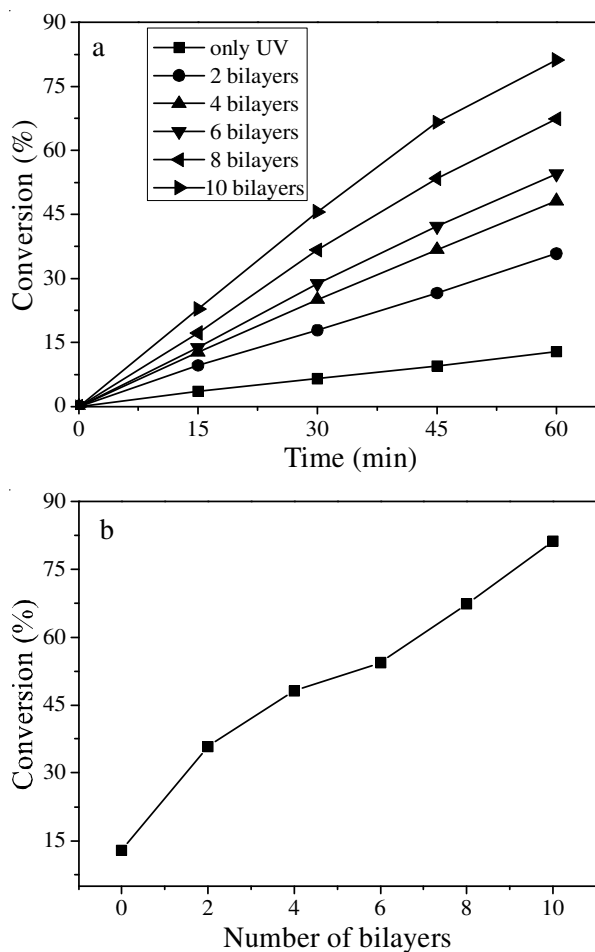 90
75
60
45
30
15
0
Conversion (%)
a
only UV
2 bilayers
4 bilayers
6 bilayers
8 bilayers
10 bilayers
0 15 30 45 60
Time (min)
90
75
60
45
30
15
Conversion (%)
b
0 2 4 6 8 10
Number of bilayers